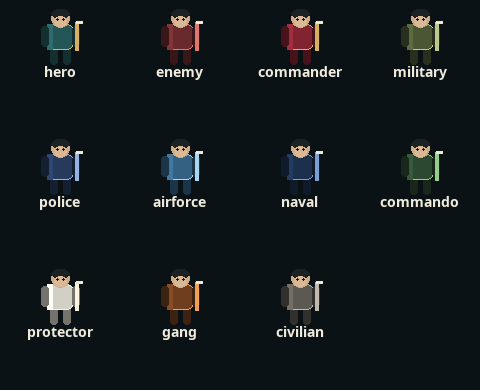 hero enemy commander military
police airforce naval commando
protector gang civilian